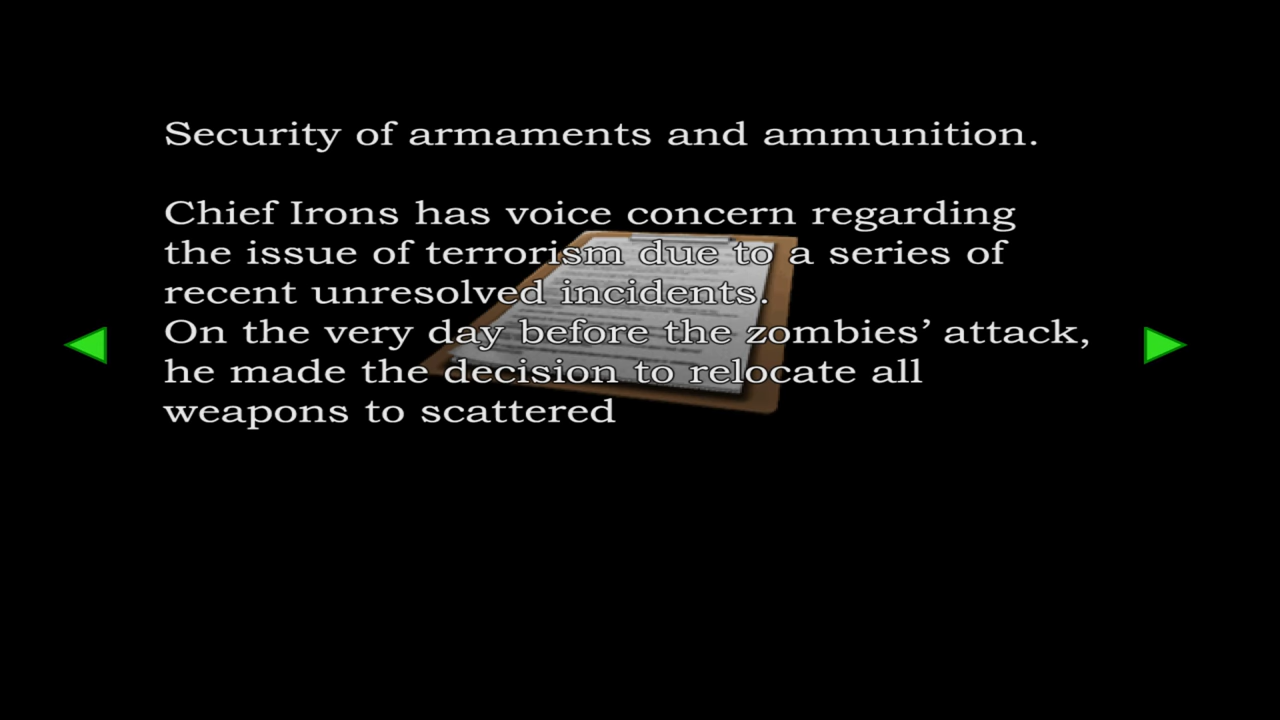 Security of armaments and ammunition.
Chief Irons has voice concern regarding
the issue of terrorism due to a series of
recent unresolved incidents.
On the very day before the zombies’ attack,
he made the decision to relocate all
weapons to scattered